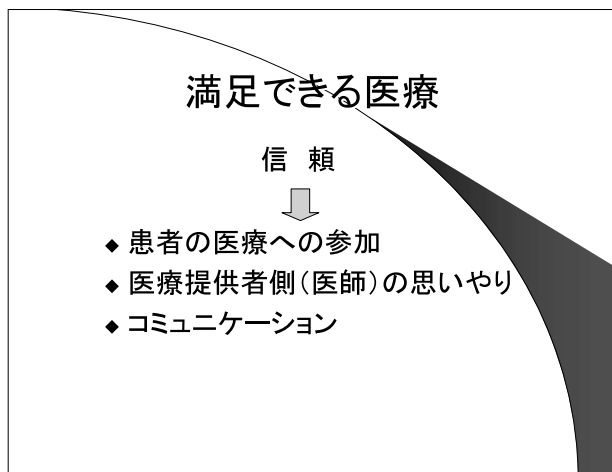 満足できる医療
信 頼
患者の医療への参加
医療提供者側(医師)の思いやり
コミュニケーション